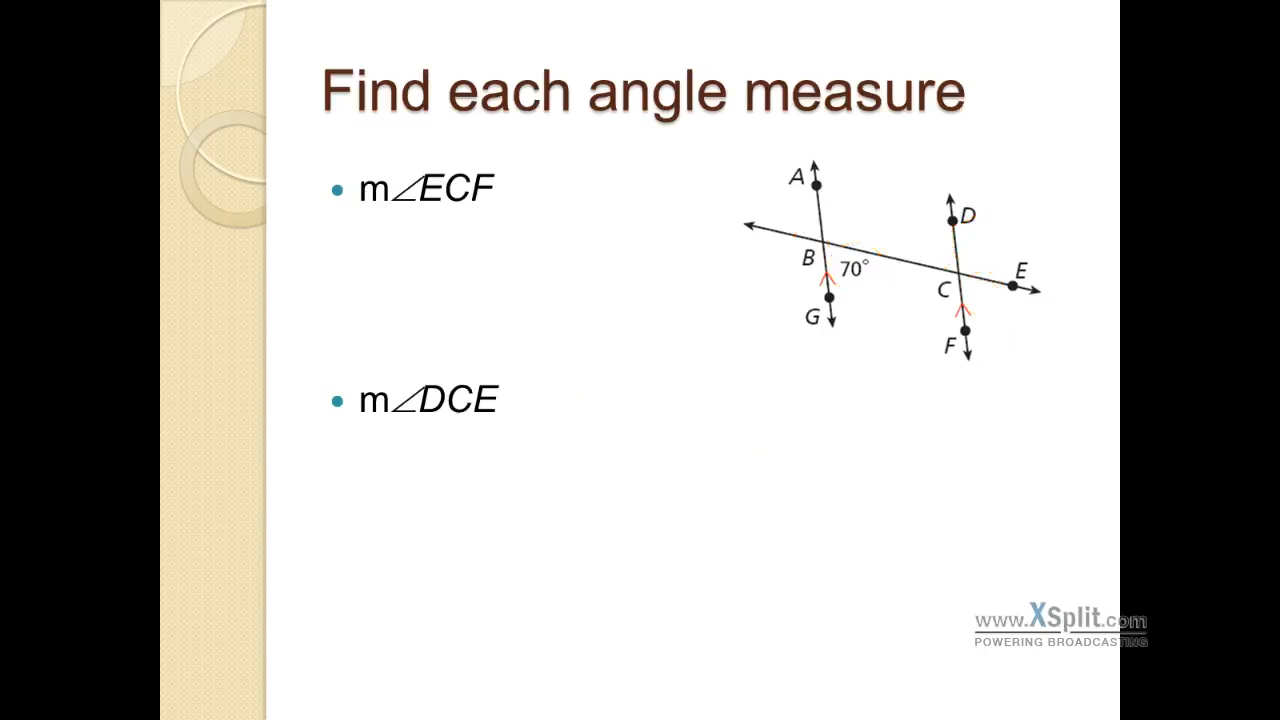 Find each angle measure
• m∠ECF
A
D
B
70°
E
C
G
F
• m∠DCE
www.XSplit.com
POWERING BROADCASTING